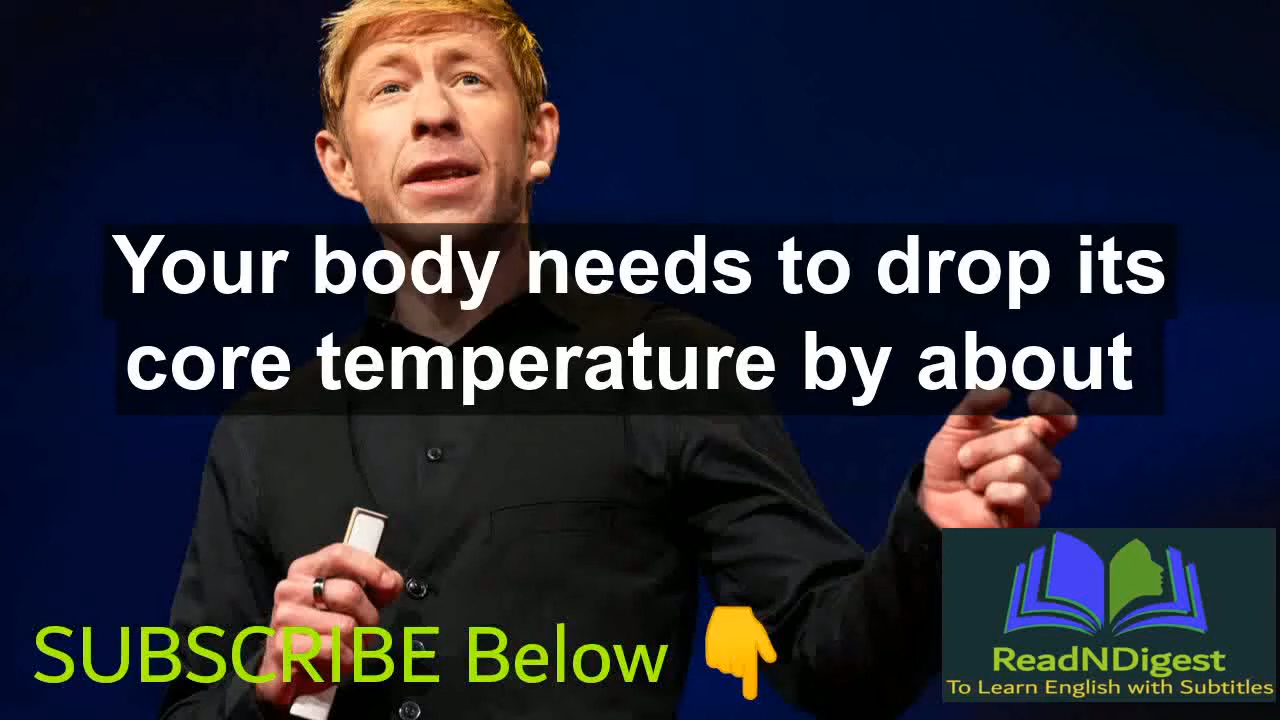 Your body needs to drop its
core temperature by about
SUBSCRIBE Below
ReadNDigest
To Learn English with Subtitles